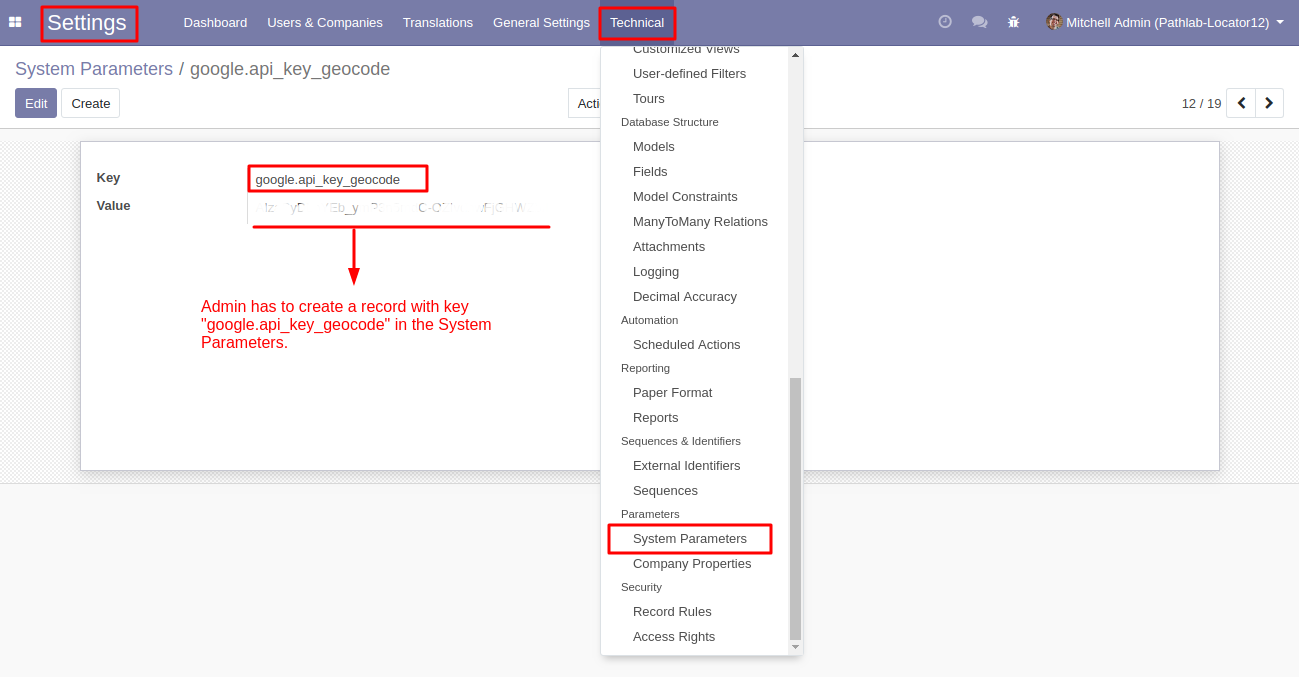 Settings Dashboard Users & Companies Translations General Settings Technical Mitchell Admin (Pathlab-Locator12)
System Parameters / google.api_key_geocode
Edit Create Acti 12 / 19
Key google.api_key_geocode
Value
Admin has to create a record with key
"google.api_key_geocode" in the System
Parameters.
Customized Views
User-defined Filters
Tours
Database Structure
Models
Fields
Model Constraints
ManyToMany Relations
Attachments
Logging
Decimal Accuracy
Automation
Scheduled Actions
Reporting
Paper Format
Reports
Sequences & Identifiers
External Identifiers
Sequences
Parameters
System Parameters
Company Properties
Security
Record Rules
Access Rights